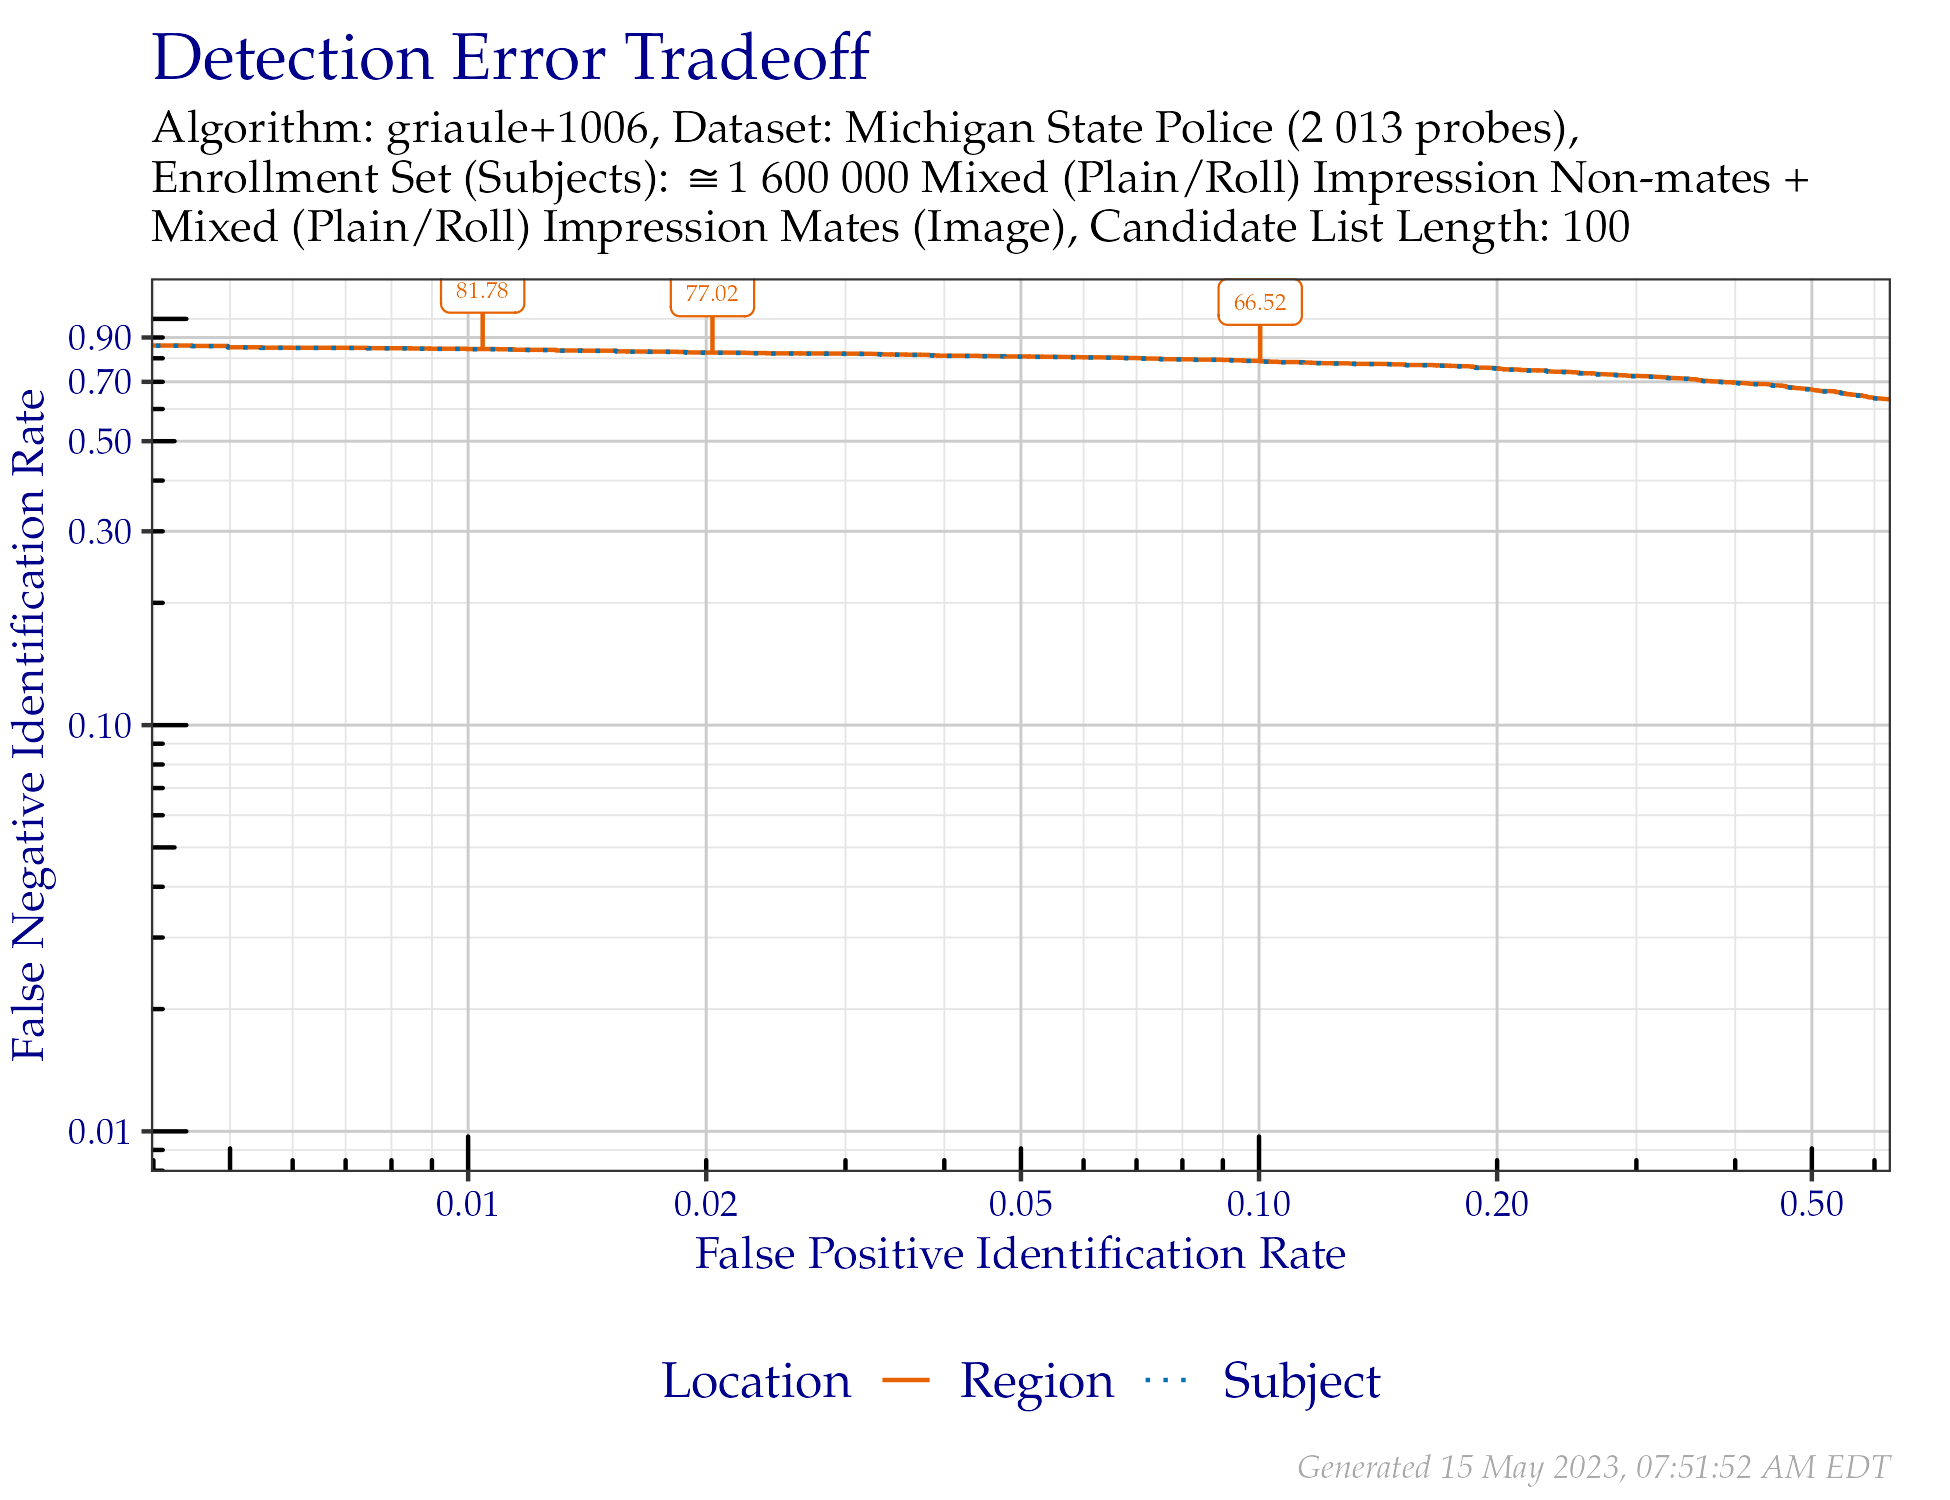 Detection Error Tradeoff
Algorithm: griaule+1006, Dataset: Michigan State Police (2 013 probes),
Enrollment Set (Subjects): ≅ 1 600 000 Mixed (Plain/Roll) Impression Non-mates +
Mixed (Plain/Roll) Impression Mates (Image), Candidate List Length: 100
81.78
77.02
66.52
0.90
0.70
0.50
0.30
0.10
0.01
False Negative Identification Rate
0.01 0.02 0.05 0.10 0.20 0.50
False Positive Identification Rate
Location Region Subject
Generated 15 May 2023, 07:51:52 AM EDT